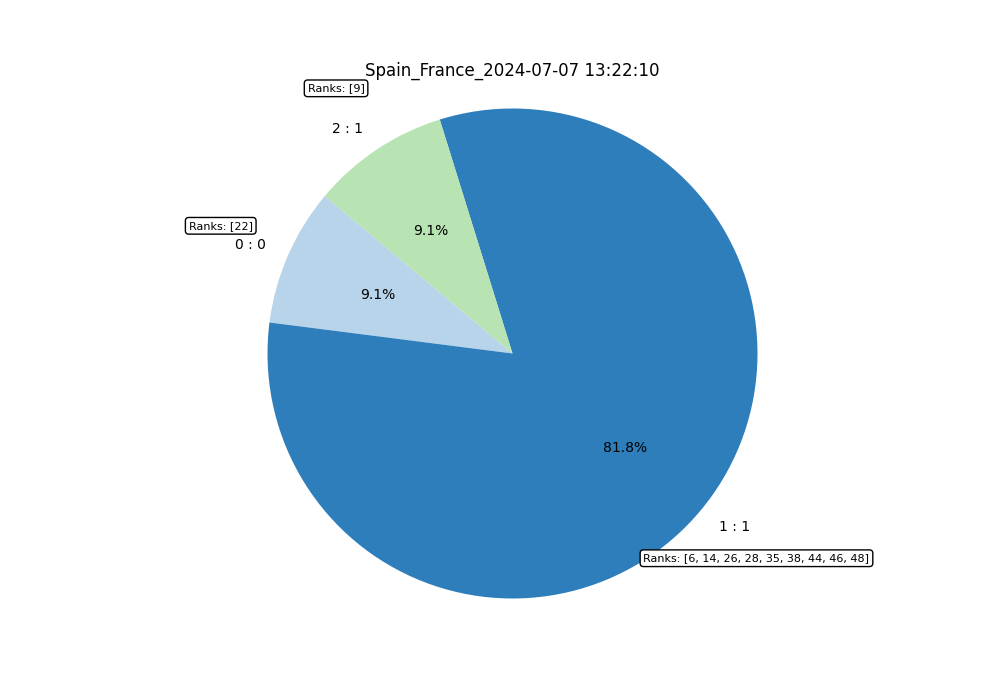 Spain_France_2024-07-07 13:22:10
Ranks: [9]
2 : 1
9.1%
Ranks: [22]
0 : 0
9.1%
81.8%
1 : 1
Ranks: [6, 14, 26, 28, 35, 38, 44, 46, 48]